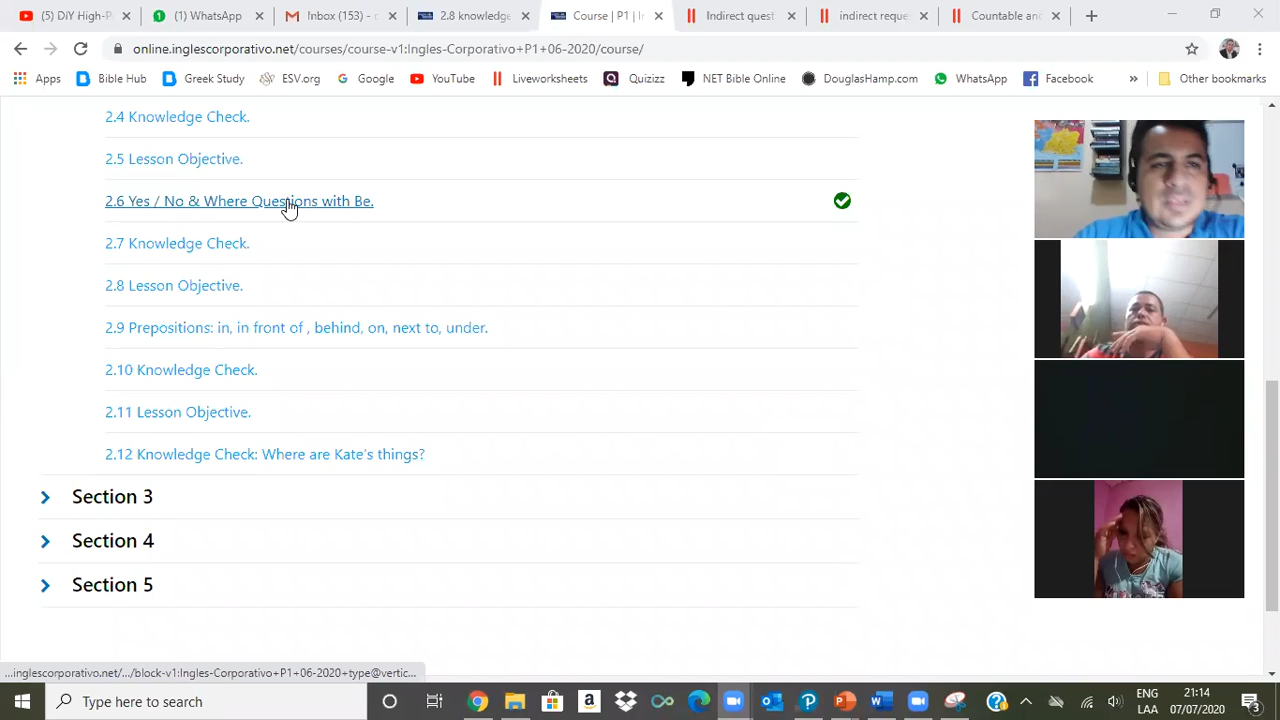 (5) DiY High-P
(1) WhatsApp
Inbox (153) - c
2.8 knowledge
Course | P1 | I
Indirect quest
indirect reque
Countable an
online.inglescorporativo.net/courses/course-v1:Ingles-Corporativo+P1+06-2020/course/
Apps
Bible Hub
Greek Study
ESV.org
Google
YouTube
Liveworksheets
Quizizz
NET Bible Online
DouglasHamp.com
WhatsApp
Facebook
»
Other bookmarks
2.4 Knowledge Check.
2.5 Lesson Objective.
2.6 Yes / No & Where Questions with Be.
2.7 Knowledge Check.
2.8 Lesson Objective.
2.9 Prepositions: in, in front of , behind, on, next to, under.
2.10 Knowledge Check.
2.11 Lesson Objective.
2.12 Knowledge Check: Where are Kate's things?
Section 3
Section 4
Section 5
...inglescorporativo.net/.../block-v1:Ingles-Corporativo+P1+06-2020+type@vertic...
Type here to search
ENG
LAA
21:14
07/07/2020
3